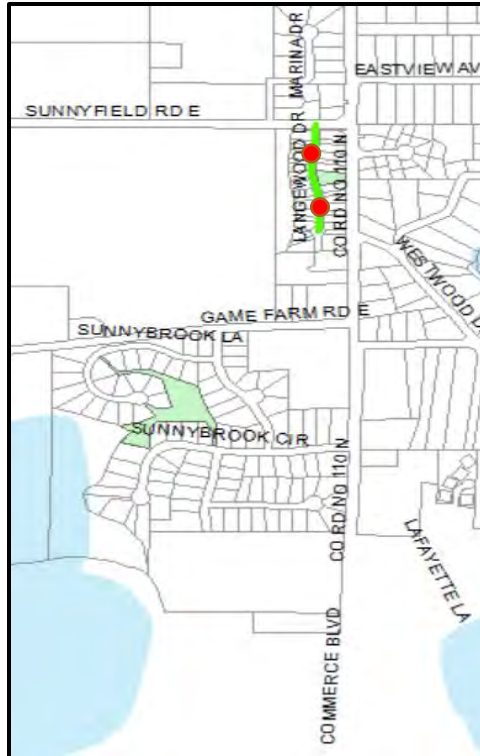 MARINA DR
EASTVIEW AV
SUNNYFIELD RD E
LANGEWOOD DR
CO RD NO 110 N
WESTWOOD D
GAME FARM RD E
SUNNYBROOK LA
SUNNYBROOK CIR
CO RD NO 110 N
LAFAYETTE LA
COMMERCE BLVD